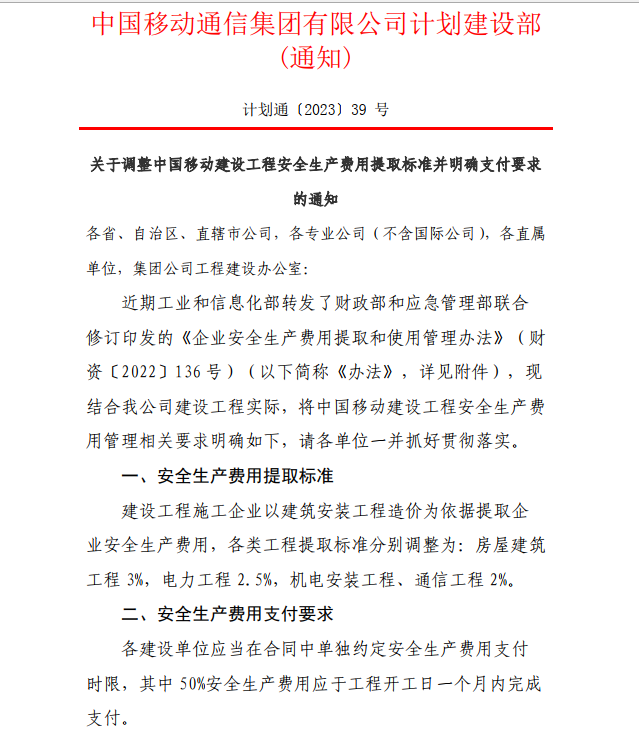 中国移动通信集团有限公司计划建设部
(通知)
计划通〔2023〕39 号
关于调整中国移动建设工程安全生产费用提取标准并明确支付要求
的通知
各省、自治区、直辖市公司，各专业公司（不含国际公司），各直属
单位，集团公司工程建设办公室：
近期工业和信息化部转发了财政部和应急管理部联合
修订印发的《企业安全生产费用提取和使用管理办法》（财
资〔2022〕136 号）（以下简称《办法》，详见附件），现
结合我公司建设工程实际，将中国移动建设工程安全生产费
用管理相关要求明确如下，请各单位一并抓好贯彻落实。
一、安全生产费用提取标准
建设工程施工企业以建筑安装工程造价为依据提取企
业安全生产费用，各类工程提取标准分别调整为：房屋建筑
工程 3%，电力工程 2.5%，机电安装工程、通信工程 2%。
二、安全生产费用支付要求
各建设单位应当在合同中单独约定安全生产费用支付
时限，其中 50%安全生产费用应于工程开工日一个月内完成
支付。